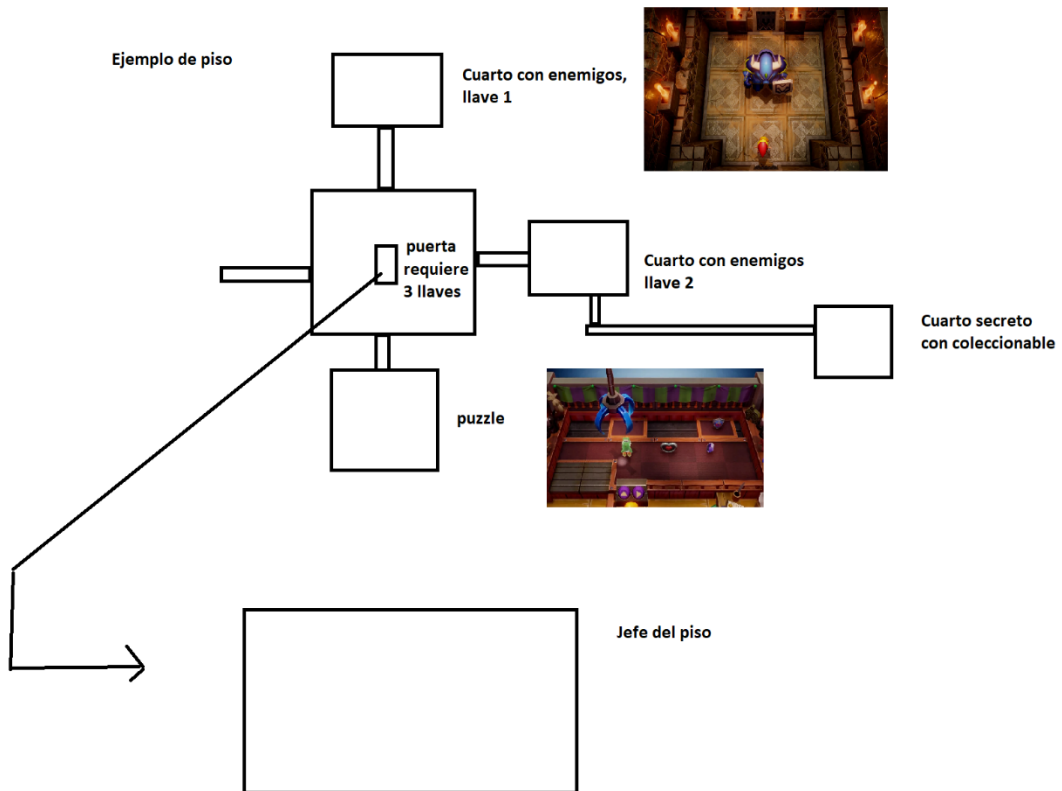 Ejemplo de piso
Cuarto con enemigos,
llave 1
puerta
requiere
3 llaves
Cuarto con enemigos
llave 2
Cuarto secreto
con coleccionable
puzzle
Jefe del piso